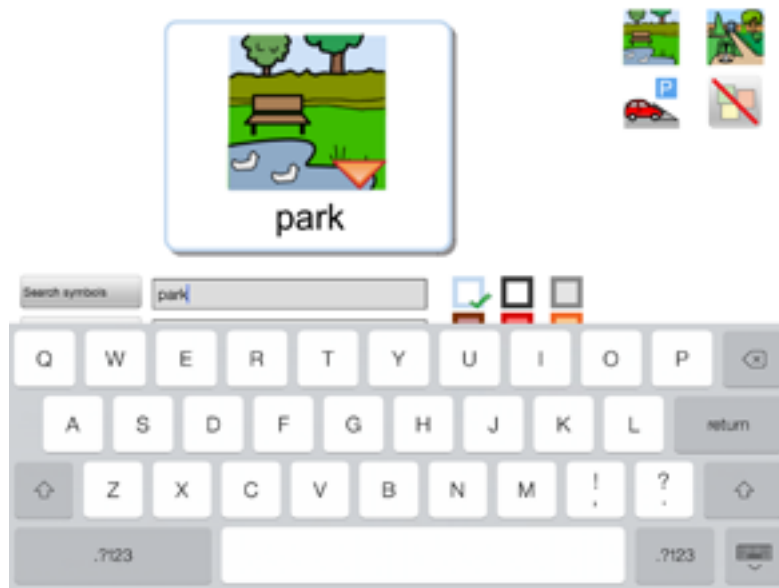 P
park
Search symbols park
Q W E R T Y U I O P
A S D F G H J K L return
Z X C V B N M ! , ? .
.?123 .?123